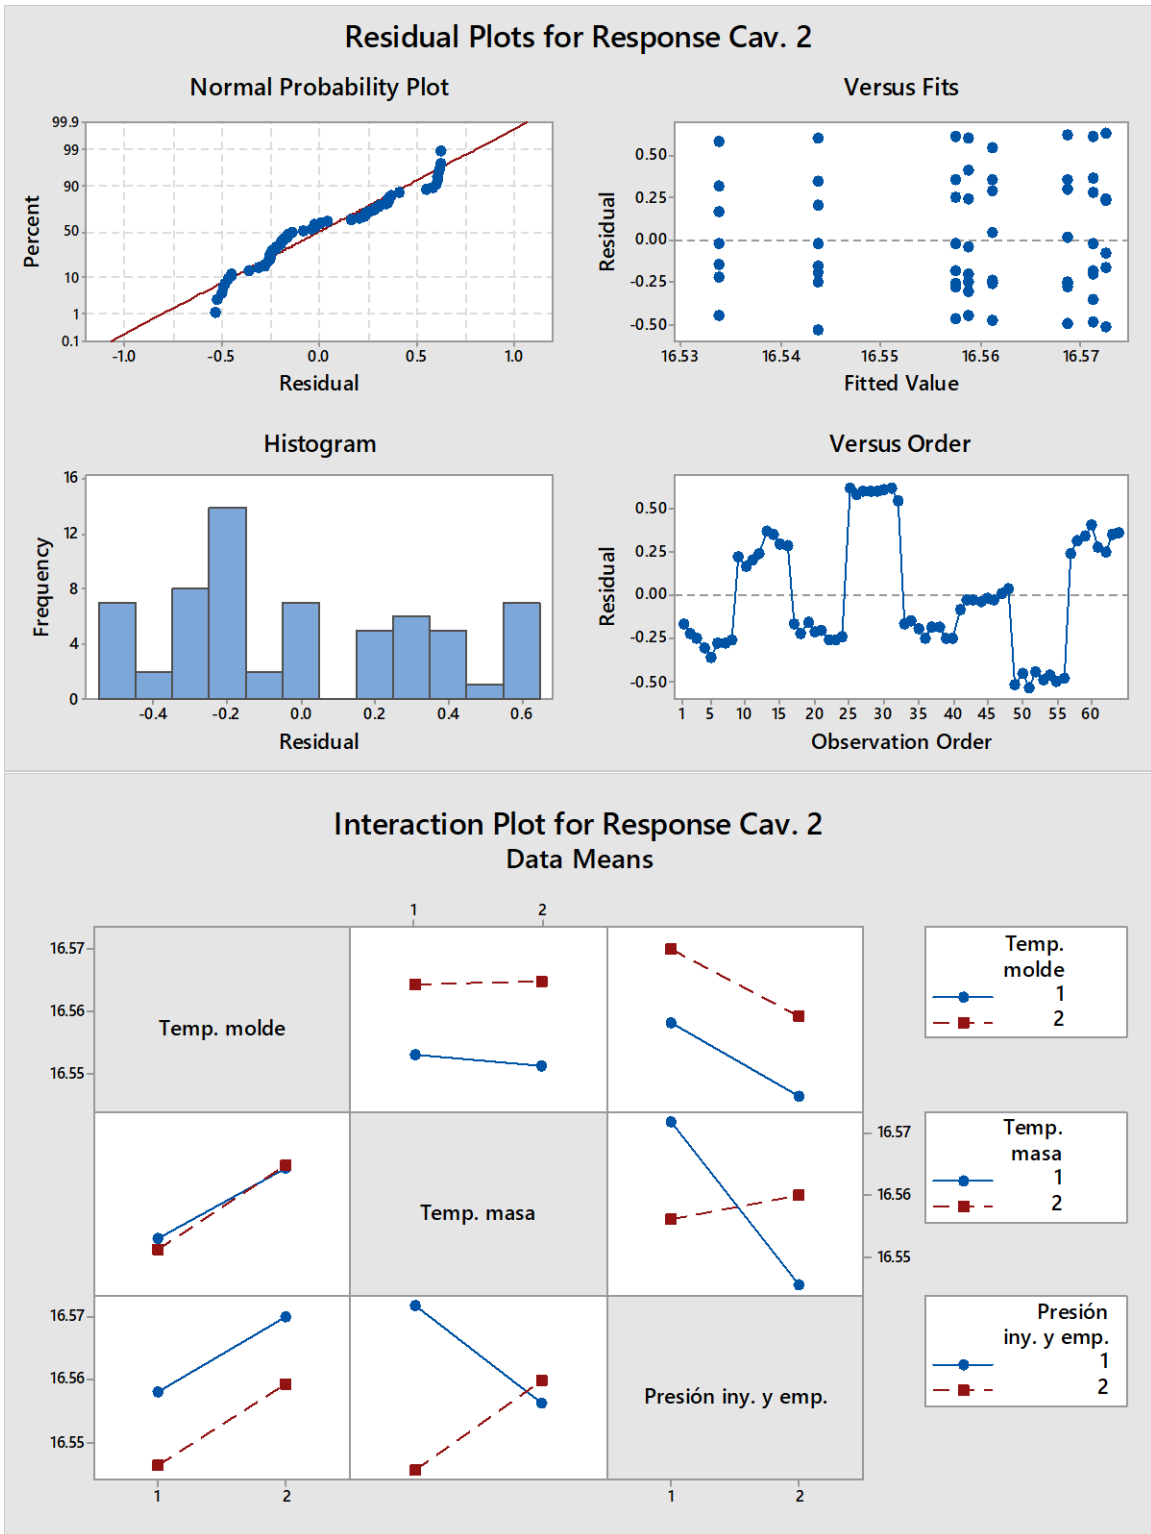 Residual Plots for Response Cav. 2
Normal Probability Plot
99.9
99
90
50
10
1
0.1
Percent
-1.0 -0.5 0.0 0.5 1.0
Residual
Versus Fits
0.50
0.25
0.00
-0.25
-0.50
Residual
16.53 16.54 16.55 16.56 16.57
Fitted Value
Histogram
16
12
8
4
0
Frequency
-0.4 -0.2 0.0 0.2 0.4 0.6
Residual
Versus Order
0.50
0.25
0.00
-0.25
-0.50
Residual
1 5 10 15 20 25 30 35 40 45 50 55 60
Observation Order
Interaction Plot for Response Cav. 2
Data Means
1 2
16.57
16.56
16.55
Temp. molde
Temp.
molde
1
2
Temp. masa
16.57
16.56
16.55
Temp.
masa
1
2
16.57
16.56
16.55
Presión iny. y emp.
Presión
iny. y emp.
1
2
1 2 1 2